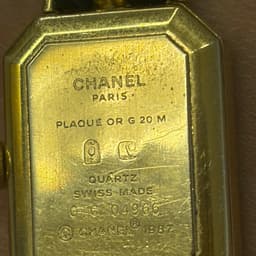 CHANEL
PARIS
PLAQUE OR G 20 M
QUARTZ
SWISS MADE
© CHANEL® 1987